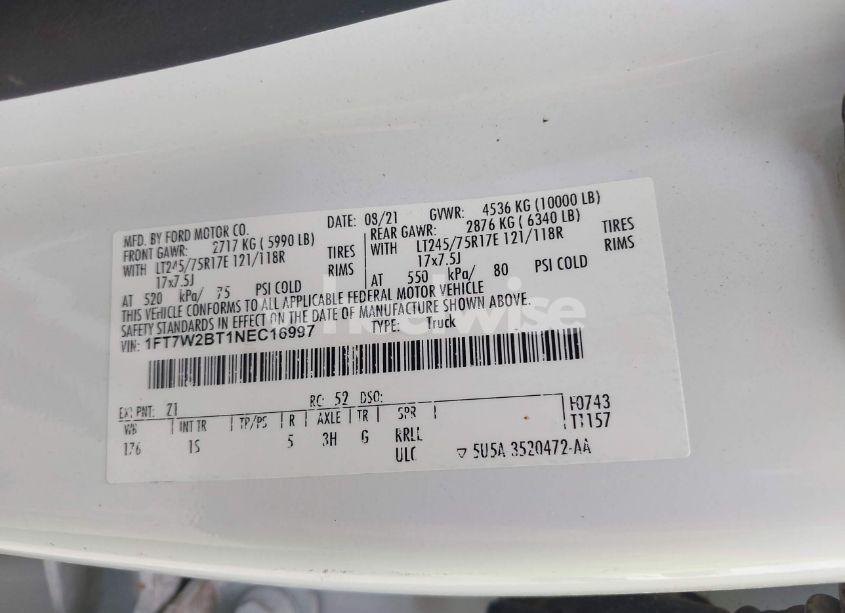 MFD. BY FORD MOTOR CO.
DATE: 08/21
GVWR: 4536 KG (10000 LB)
FRONT GAWR: 2717 KG ( 5990 LB)
REAR GAWR: 2876 KG ( 6340 LB)
WITH LT245/75R17E 121/118R TIRES
WITH LT245/75R17E 121/118R TIRES
17x7.5J RIMS
17x7.5J RIMS
AT 520 kPa/ 75 PSI COLD
AT 550 kPa/ 80 PSI COLD
THIS VEHICLE CONFORMS TO ALL APPLICABLE FEDERAL MOTOR VEHICLE
SAFETY STANDARDS IN EFFECT ON THE DATE OF MANUFACTURE SHOWN ABOVE.
VIN: 1FT7W2BT1NEC16997
TYPE: Truck
EXT PNT: Z1 RC: 52 DSO:
WB INT TR TP/PS R AXLE TR SPR
176 1S 5 3H G RRLL
ULC
F0743
T1157
5U5A 3520472-AA